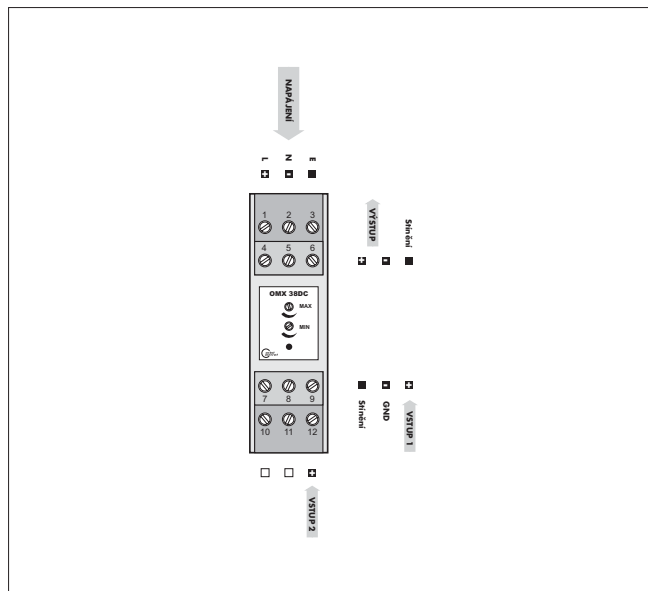 NAPÁJENÍ
L N E
+ - 
1 2 3
4 5 6
VÝSTUP
Stínění
+ -
OMX 38DC
MAX
MIN
7 8 9
10 11 12
Stínění
GND
VSTUP 1
- +
+
VSTUP 2